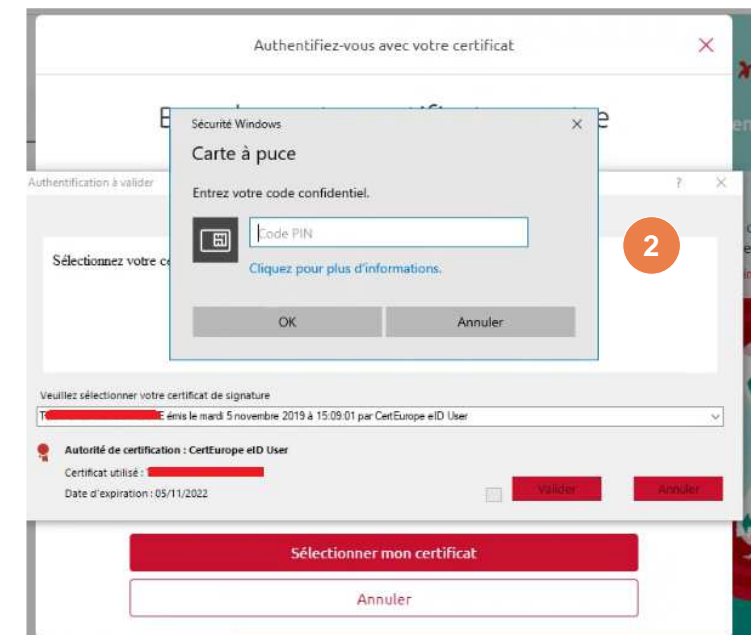 Authentifiez-vous avec votre certificat
Sécurité Windows
Carte à puce
Authentification à valider
Entrez votre code confidentiel.
Code PIN
2
Sélectionnez votre
Cliquez pour plus d'informations.
OK Annuler
Veuillez sélectionner votre certificat de signature
émis le mardi 5 novembre 2019 à 15:09:01 par CertEurope eID User
Autorité de certification : CertEurope eID User
Certificat utilisé :
Date d'expiration : 05/11/2022
Valider Annuler
Sélectionner mon certificat
Annuler